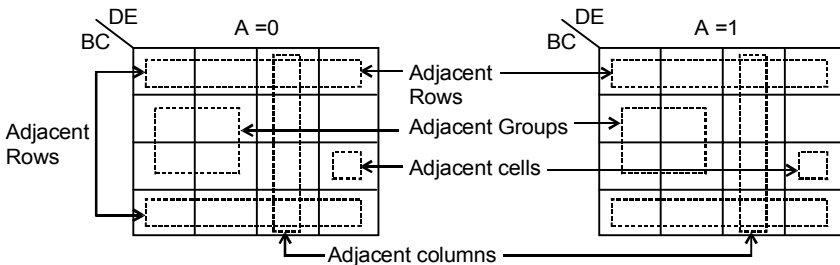 DE
BC
A =0
DE
BC
A =1
Adjacent
Rows
Adjacent
Rows
Adjacent Groups
Adjacent cells
Adjacent columns